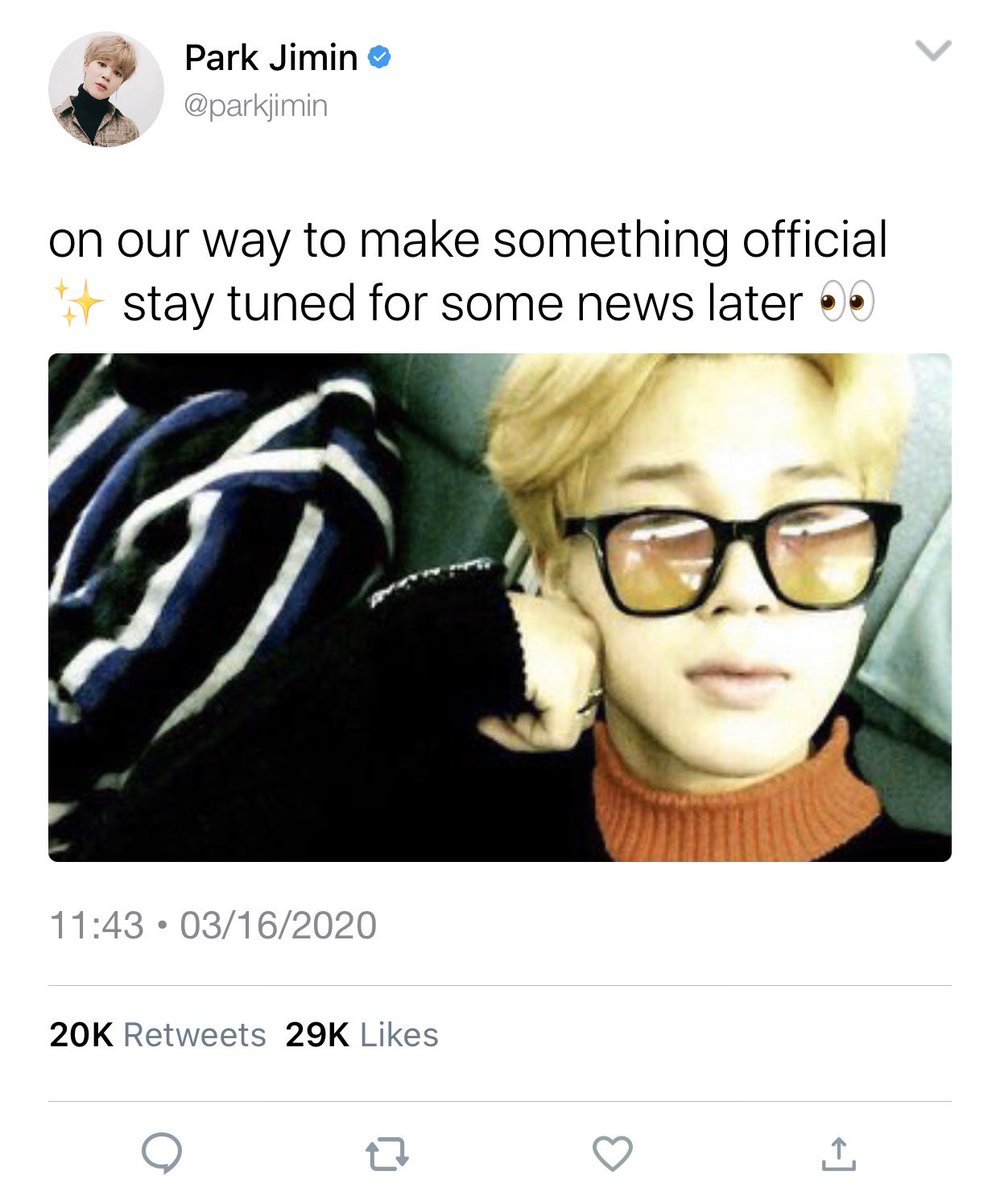 Park Jimin
@parkjimin
on our way to make something official
✨ stay tuned for some news later 👀
11:43 • 03/16/2020
20K Retweets 29K Likes